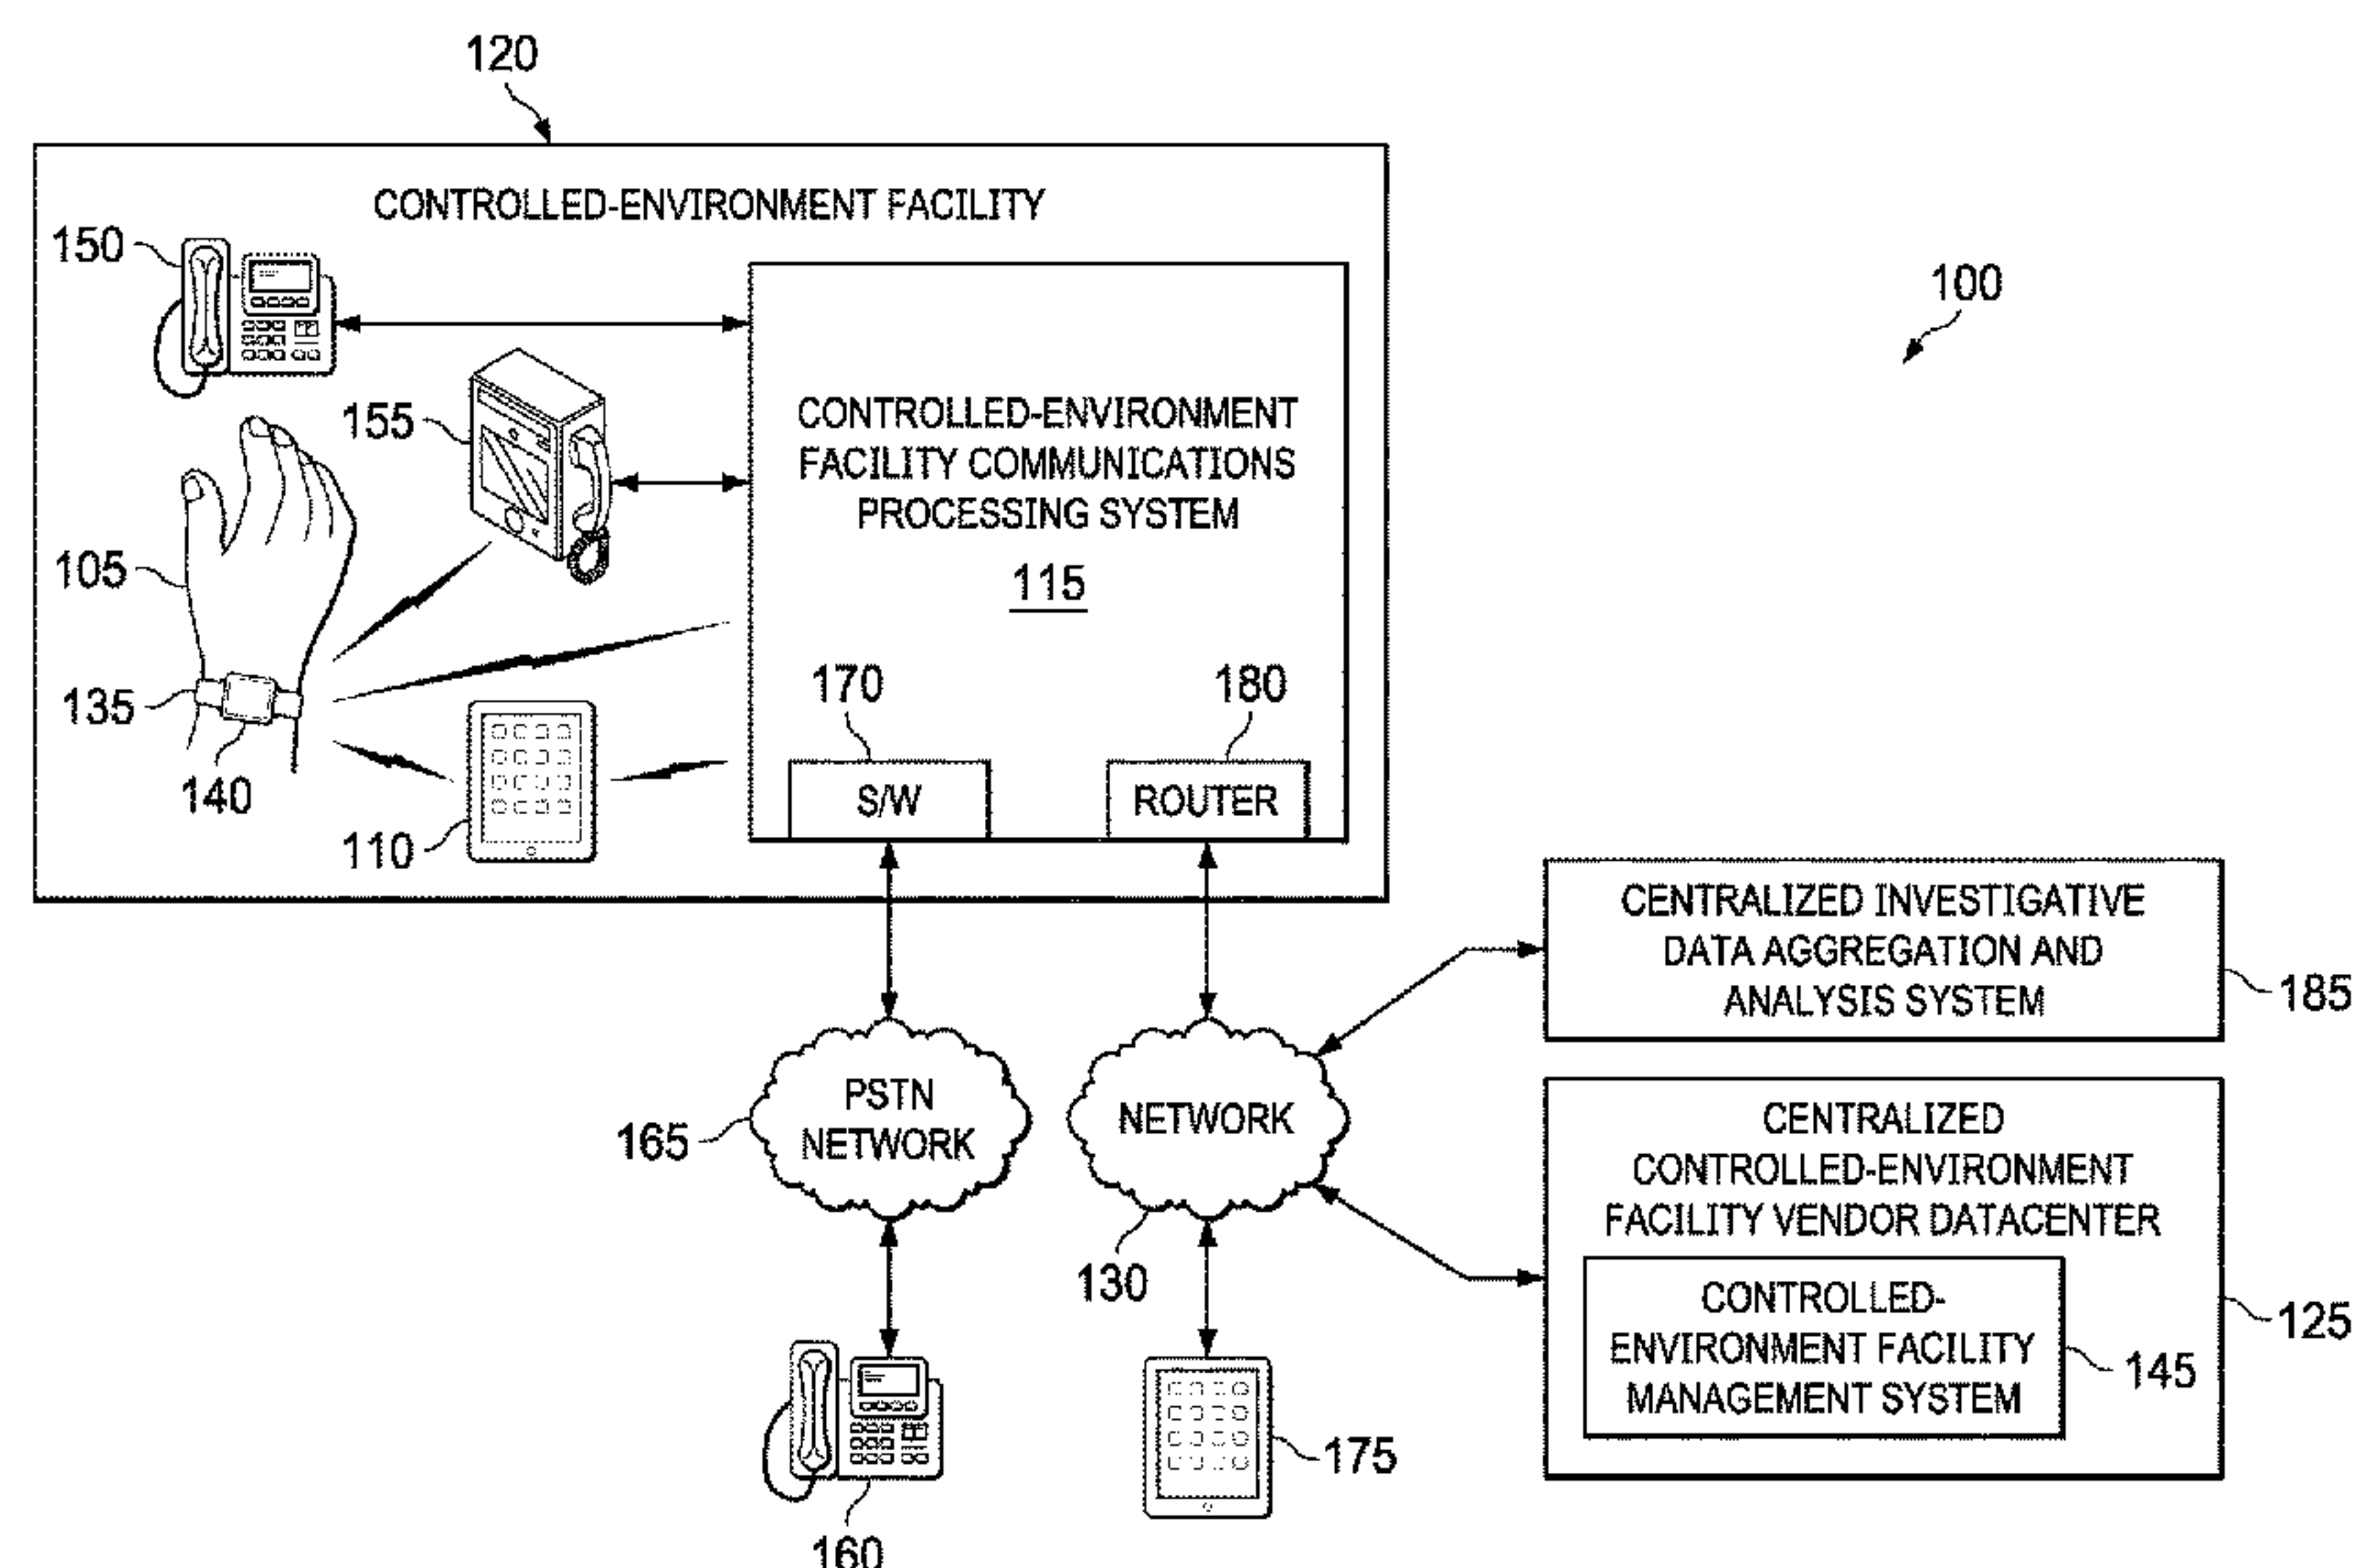 120
CONTROLLED-ENVIRONMENT FACILITY
150
100
155
CONTROLLED-ENVIRONMENT
FACILITY COMMUNICATIONS
PROCESSING SYSTEM
115
105
135
140
110
170
180
S/W
ROUTER
CENTRALIZED INVESTIGATIVE
DATA AGGREGATION AND
ANALYSIS SYSTEM
185
PSTN
NETWORK
165
NETWORK
130
CENTRALIZED
CONTROLLED-ENVIRONMENT
FACILITY VENDOR DATACENTER
125
CONTROLLED-
ENVIRONMENT FACILITY
MANAGEMENT SYSTEM
145
160
175